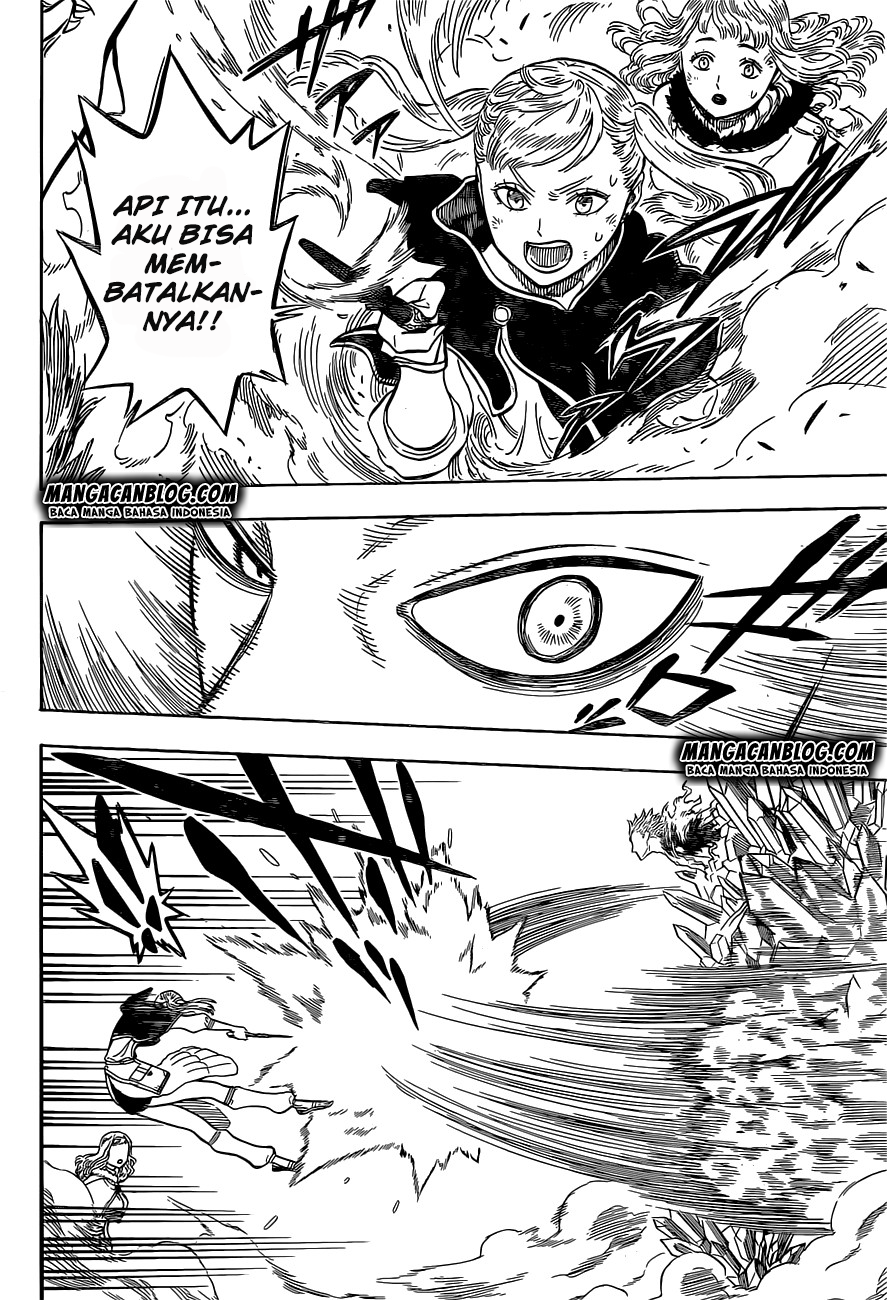 API ITU...
AKU BISA
MEM-
BATALKAN-
NYA!!
MANGACANBLOG.COM
BACA MANGA BAHASA INDONESIA
MANGACANBLOG.COM
BACA MANGA BAHASA INDONESIA